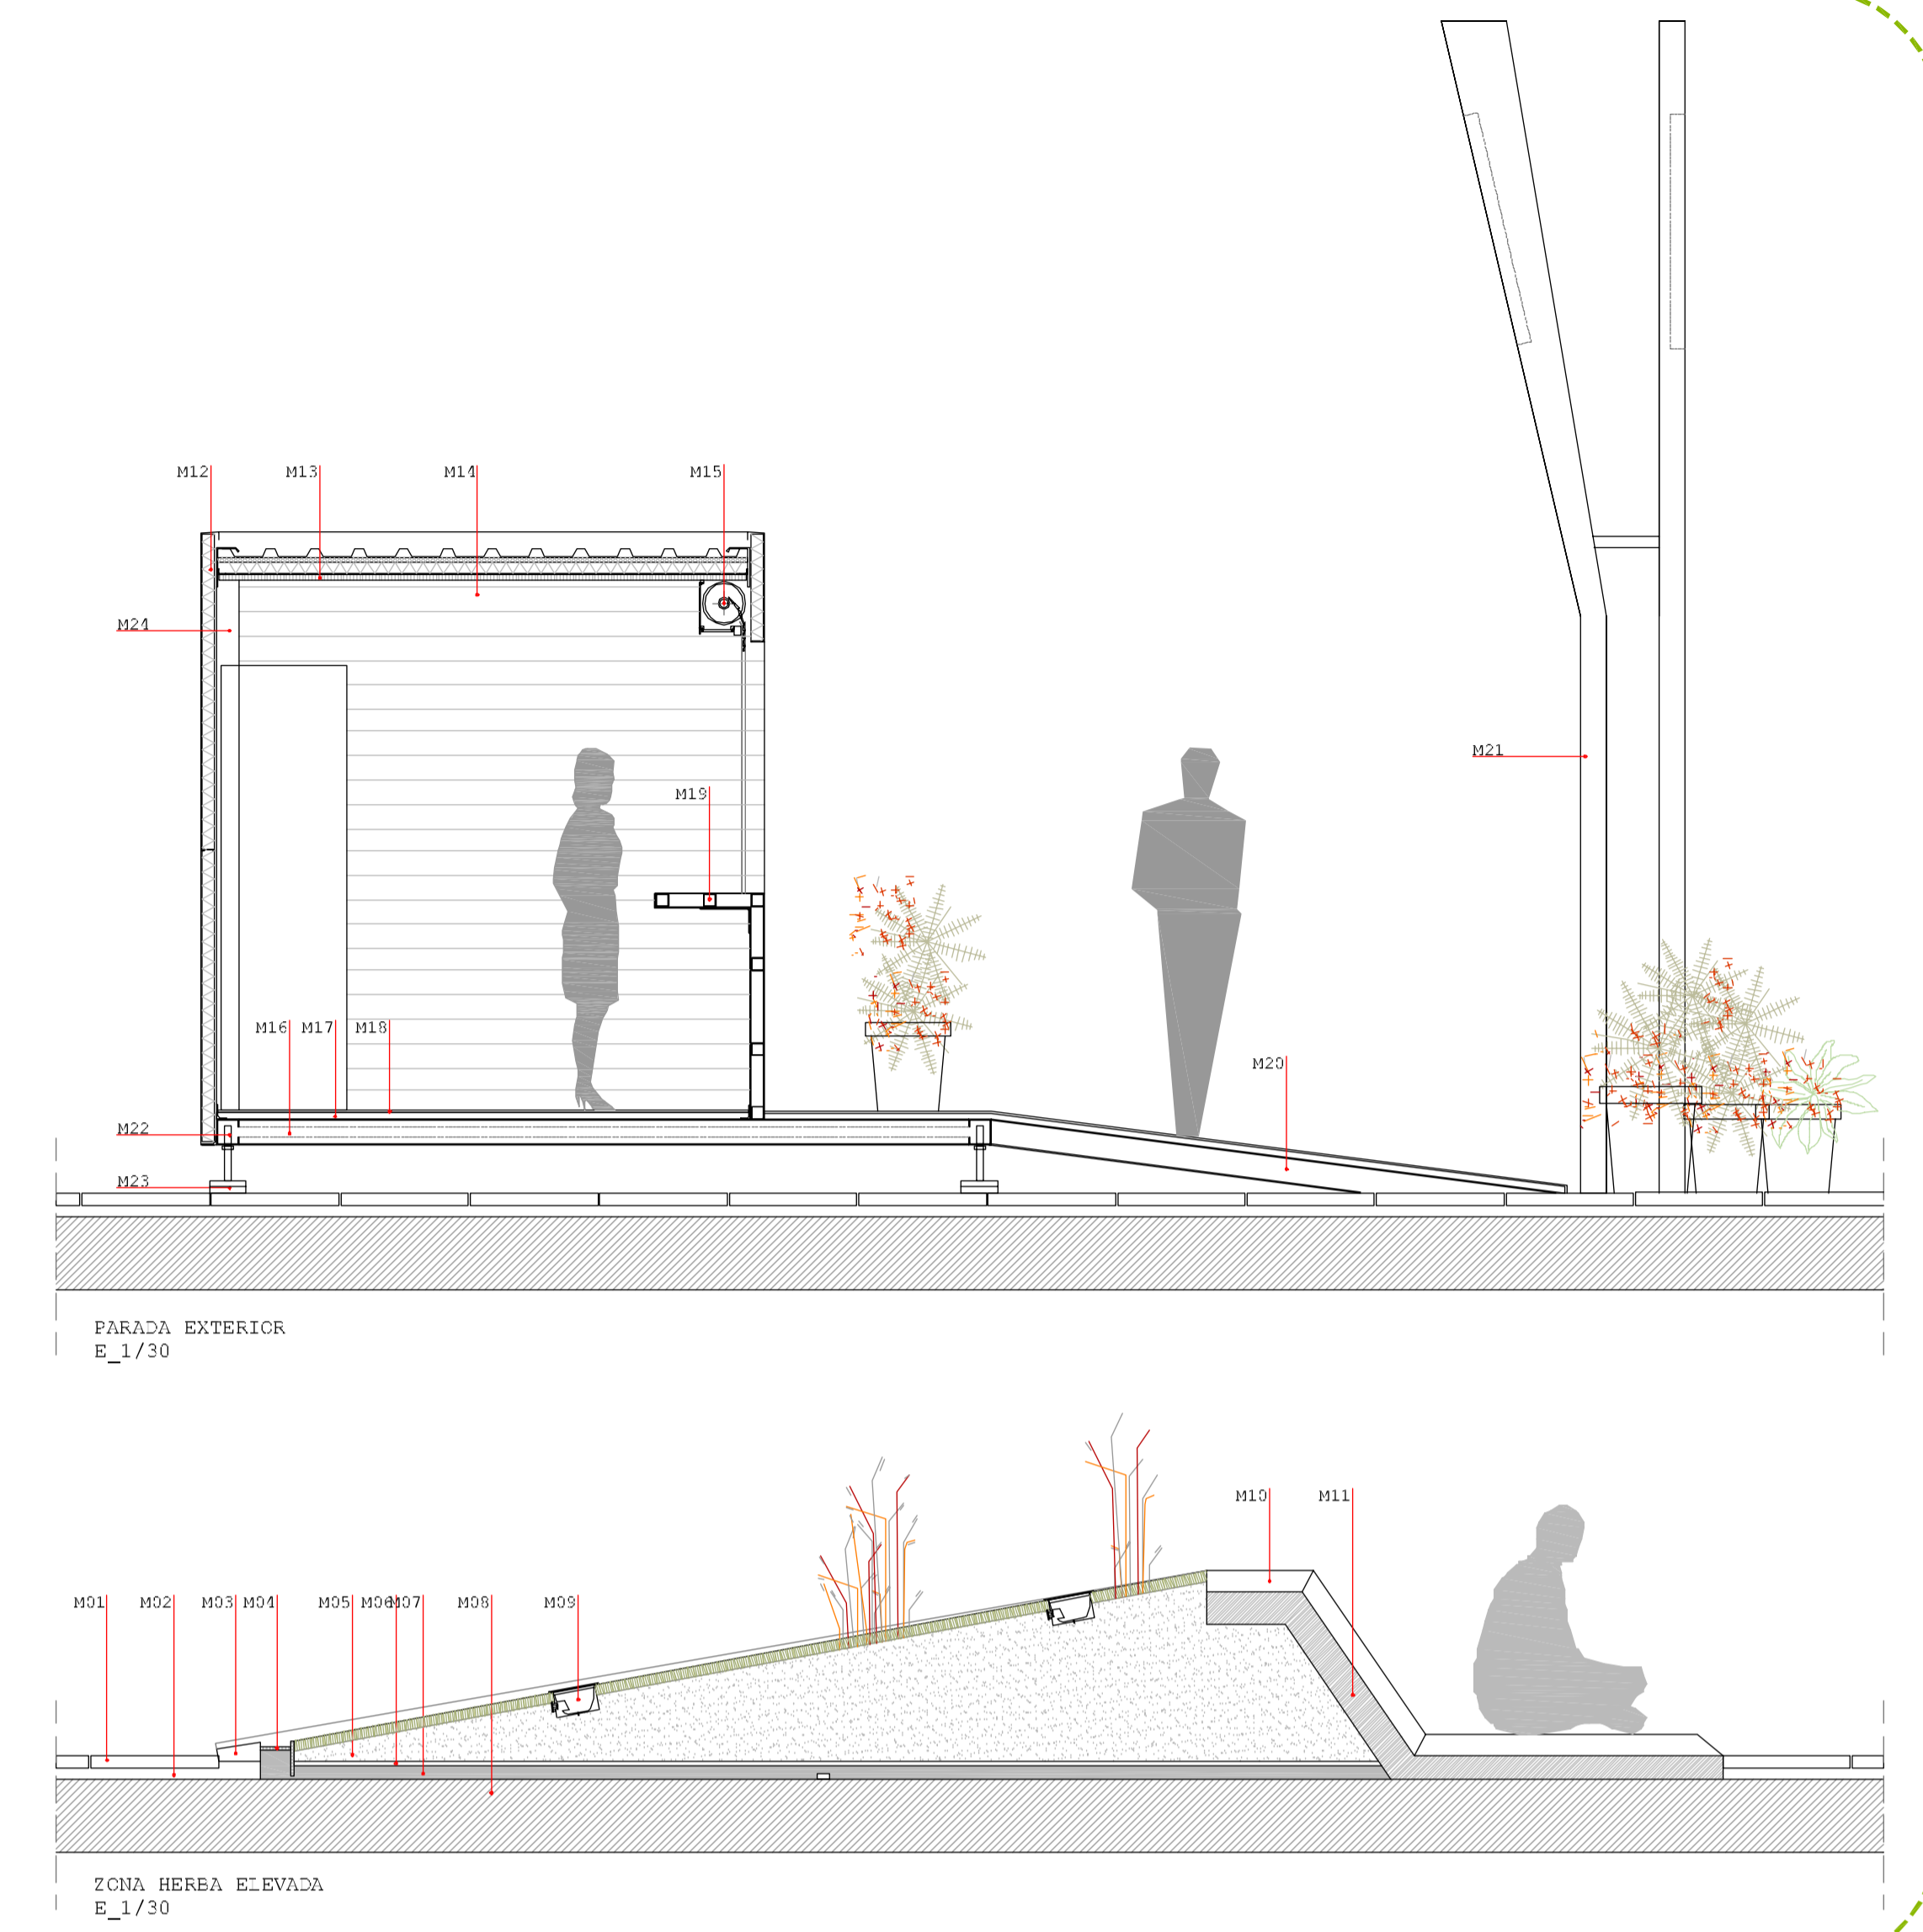 M12 M13 M14 M15
M24
M21
M19
M16 M17 M18
M20
M22
M23
PARADA EXTERIOR
E_1/30
M10 M11
M01 M02 M03 M04 M05 M06 M07 M08 M09
ZONA HERBA ELEVADA
E_1/30